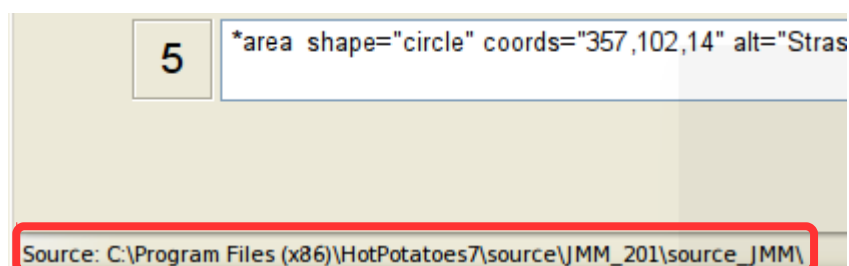 5
*area shape="circle" coords="357,102,14" alt="Stras
Source: C:\Program Files (x86)\HotPotatoes7\source\JMM_201\source_JMM\